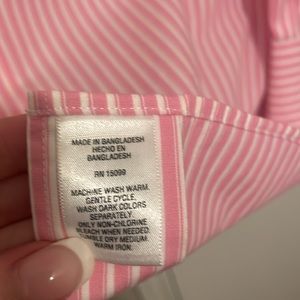 MADE IN BANGLADESH
HECHO EN
BANGLADESH
RN 15099
MACHINE WASH WARM.
GENTLE CYCLE.
WASH DARK COLORS
SEPARATELY.
ONLY NON-CHLORINE
BLEACH WHEN NEEDED.
TUMBLE DRY MEDIUM.
WARM IRON.